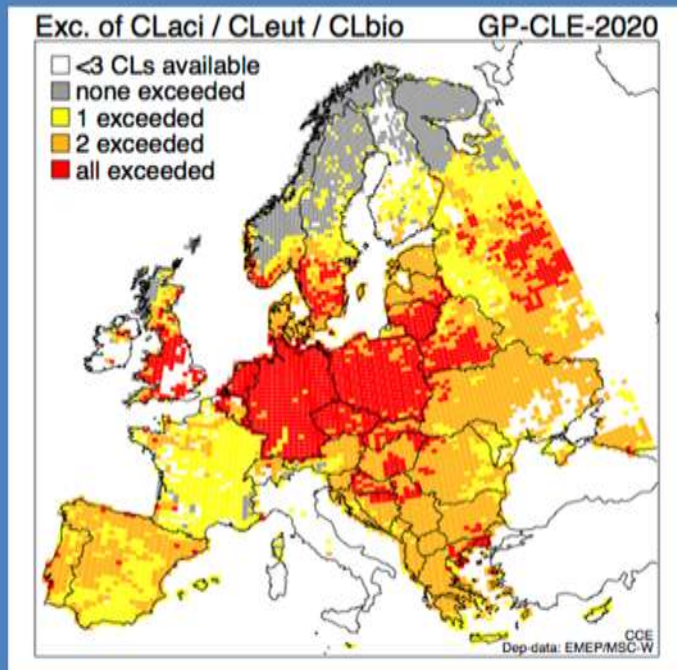 Exc. of CLaci / CLeut / CLbio GP-CLE-2020
<3 CLs available
none exceeded
1 exceeded
2 exceeded
all exceeded
CCE
Dep-data: EMEP/MSC-W